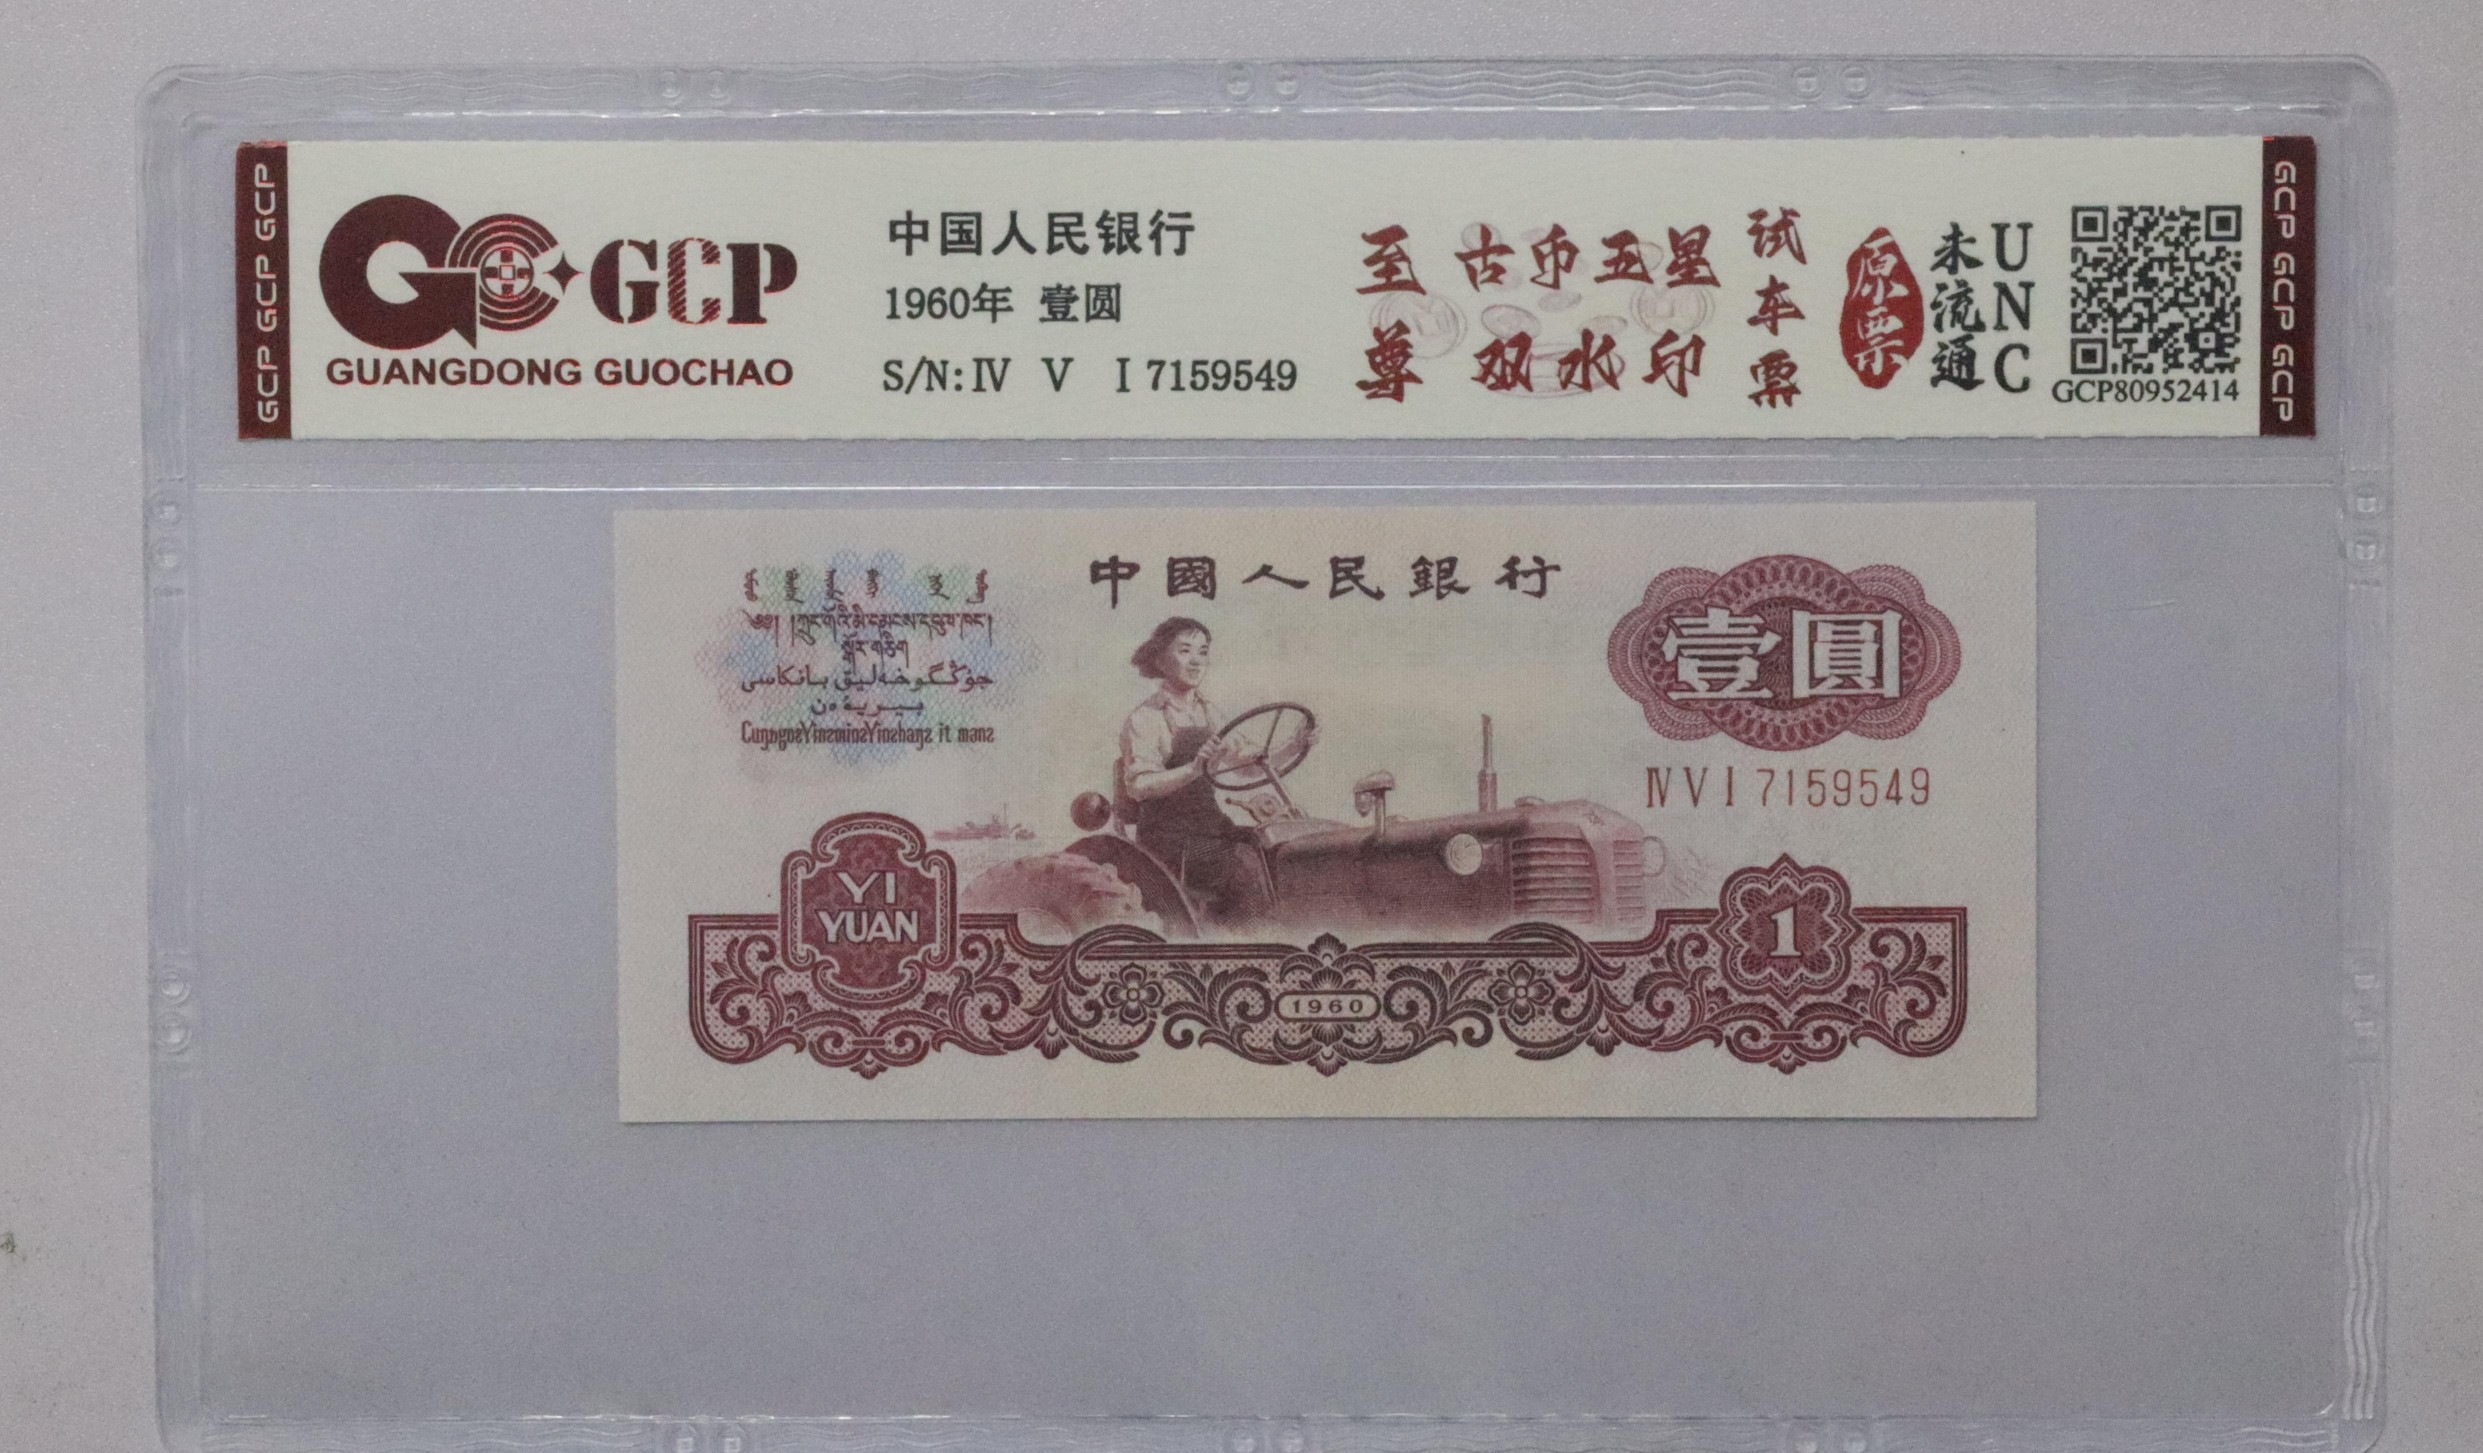 GCP GCP GCP
GCP
GUANGDONG GUOCHAO
中国人民银行
1960年 壹圆
S/N: Ⅳ Ⅴ Ⅰ 7159549
至尊
古币五星
双水印
试车票
原票
未流通
UNC
GCP80952414
GCP GCP GCP
中國人民銀行
壹圓
Ⅳ Ⅴ Ⅰ 7159549
YI
YUAN
1
1960